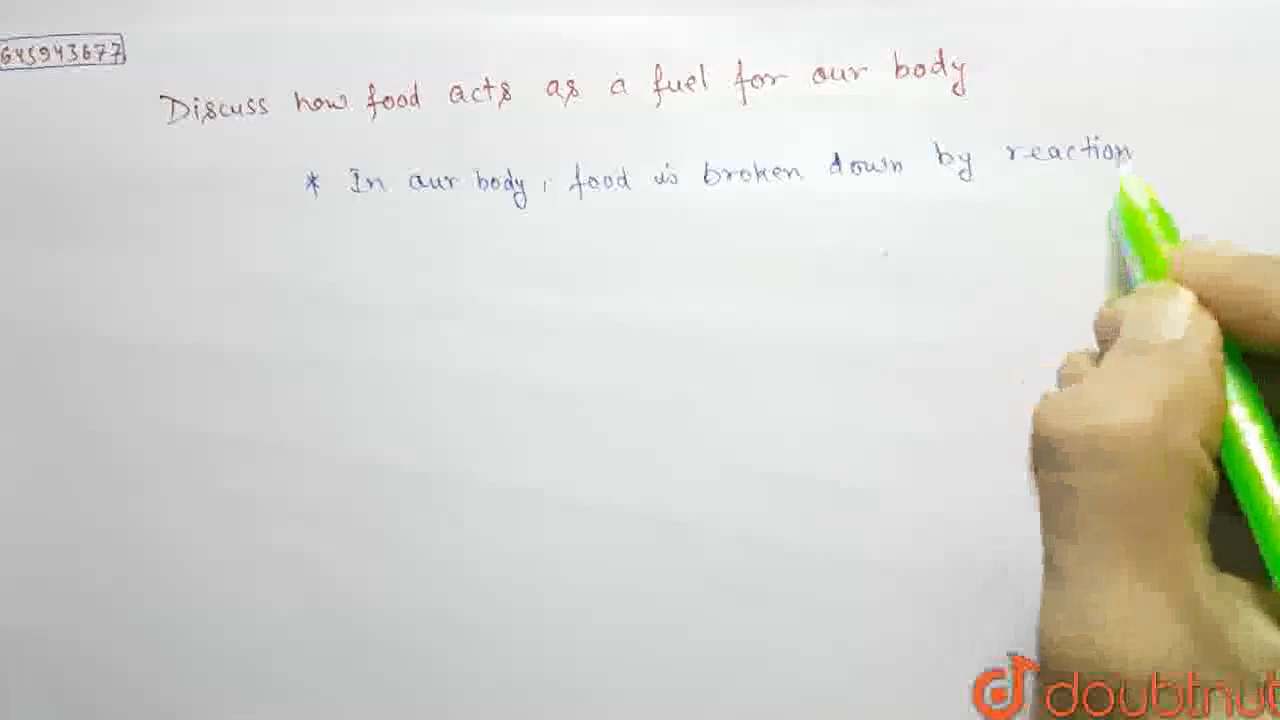 645943677
Discuss how food acts as a fuel for our body
* In our body, food is broken down by reaction
doubtnut